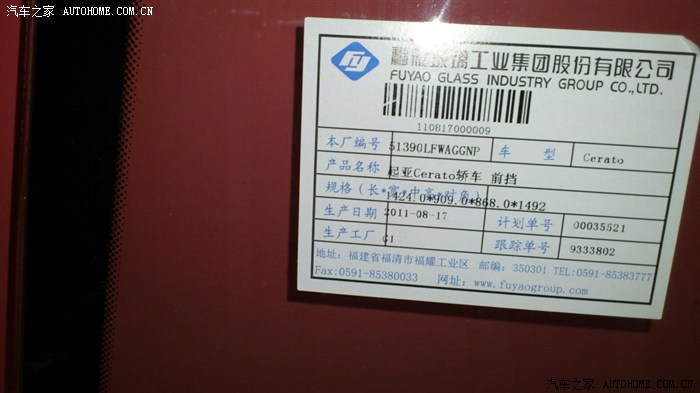 汽车之家 AUTOHOME.COM.CN
福耀玻璃工业集团股份有限公司
FUYAO GLASS INDUSTRY GROUP CO.,LTD.
110817000009
本厂编号 51390LFWAGGNP 车 型 Cerato
产品名称 起亚Cerato轿车 前挡
规格（长*宽*中高*对角） 1424.0*909.0*868.0*1492
生产日期 2011-08-17 计划单号 00035521
生产工厂 G1 跟踪单号 9333802
地址: 福建省福清市福耀工业区 邮编: 350301 TEL:0591-85383777
Fax:0591-85380033 网址: www.fuyaogroup.com
汽车之家 AUTOHOME.COM.CN